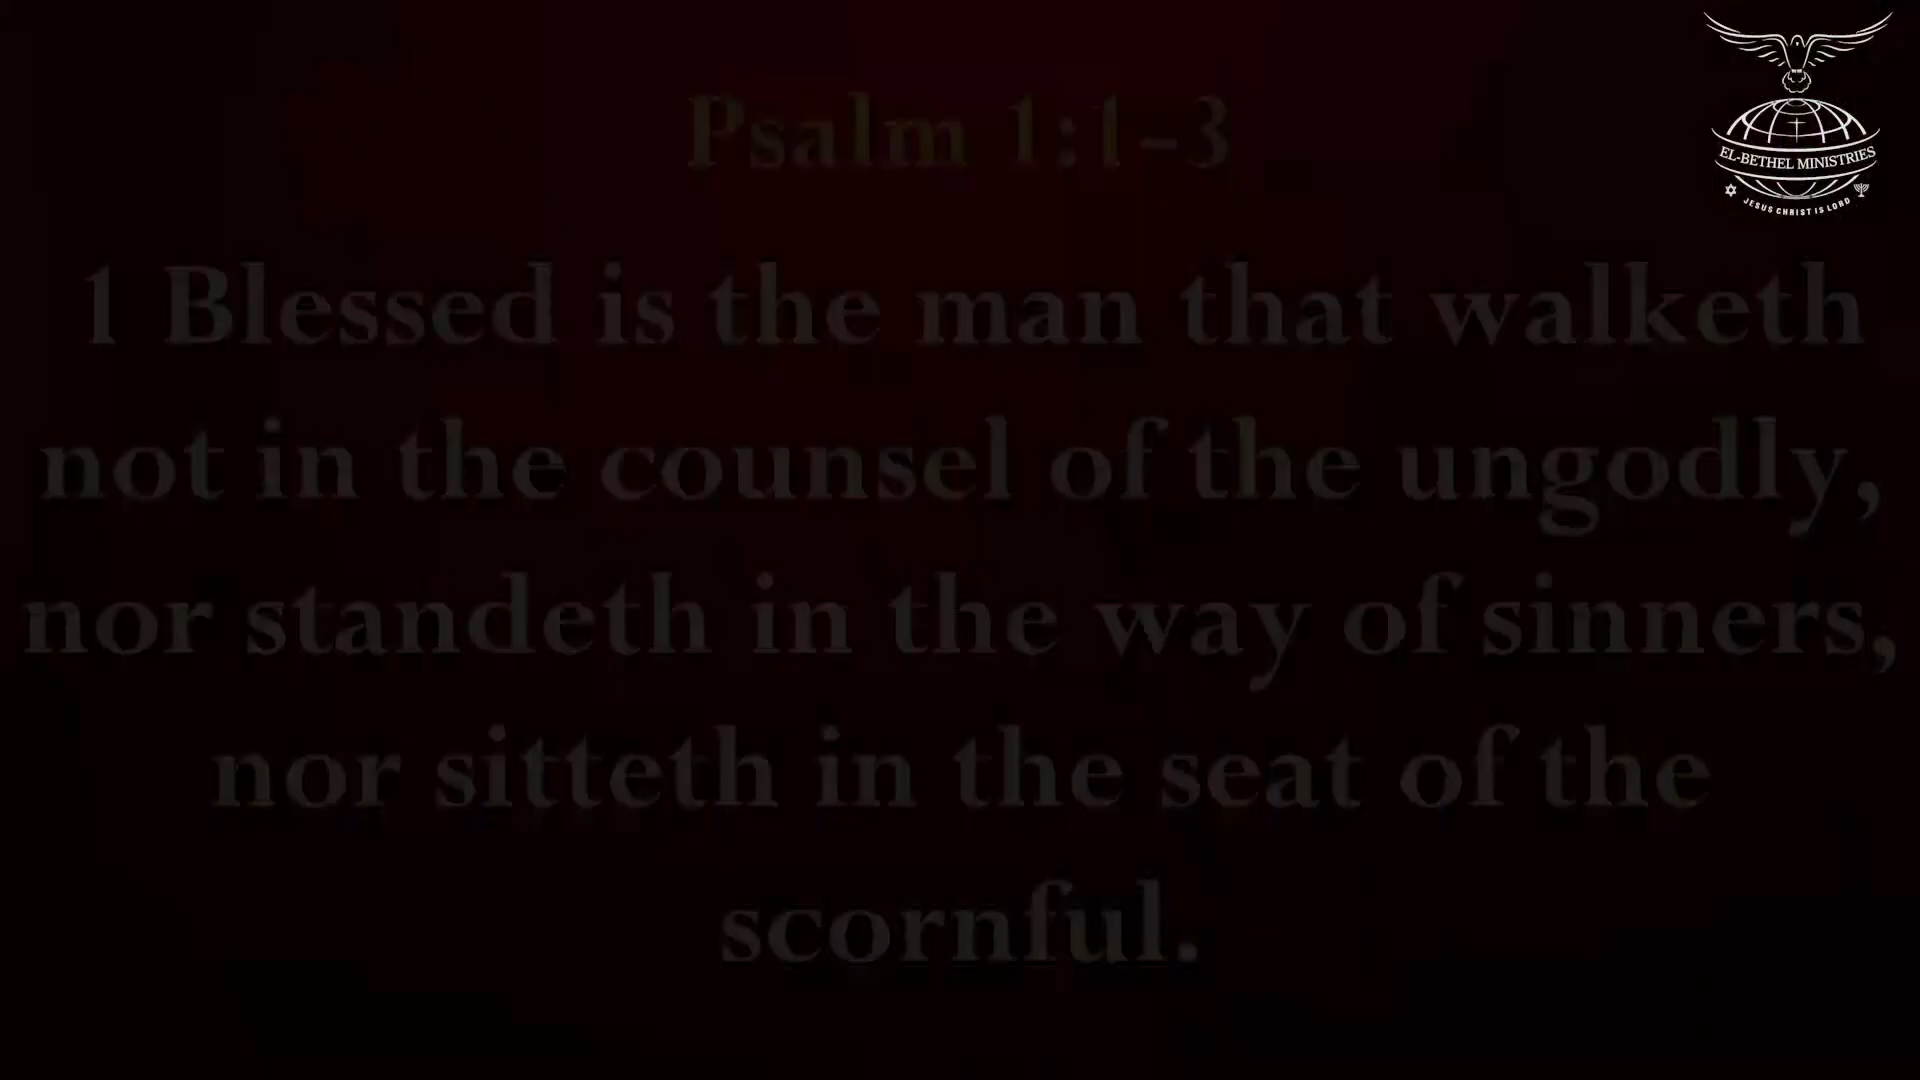 Psalm 1:1-3
EL-BETHEL MINISTRIES
JESUS CHRIST IS LORD
1 Blessed is the man that walketh
not in the counsel of the ungodly,
nor standeth in the way of sinners,
nor sitteth in the seat of the
scornful.